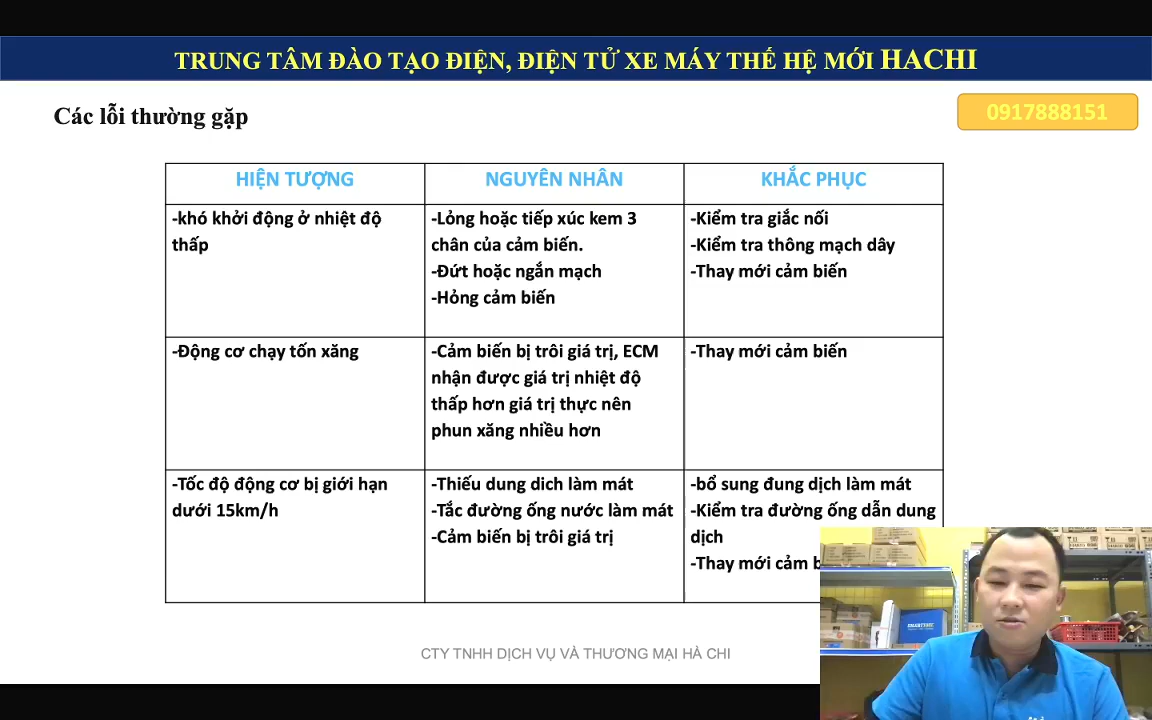 TRUNG TÂM ĐÀO TẠO ĐIỆN, ĐIỆN TỬ XE MÁY THẾ HỆ MỚI HACHI
Các lỗi thường gặp
0917888151
HIỆN TƯỢNG
NGUYÊN NHÂN
KHẮC PHỤC
-khó khởi động ở nhiệt độ
thấp
-Lỏng hoặc tiếp xúc kem 3
chân của cảm biến.
-Đứt hoặc ngắn mạch
-Hỏng cảm biến
-Kiểm tra giắc nối
-Kiểm tra thông mạch dây
-Thay mới cảm biến
-Động cơ chạy tốn xăng
-Cảm biến bị trôi giá trị, ECM
nhận được giá trị nhiệt độ
thấp hơn giá trị thực nên
phun xăng nhiều hơn
-Thay mới cảm biến
-Tốc độ động cơ bị giới hạn
dưới 15km/h
-Thiếu dung dich làm mát
-Tắc đường ống nước làm mát
-Cảm biến bị trôi giá trị
-bổ sung đung dịch làm mát
-Kiểm tra đường ống dẫn dung
dịch
-Thay mới cảm
CTY TNHH DỊCH VỤ VÀ THƯƠNG MẠI HÀ CHI